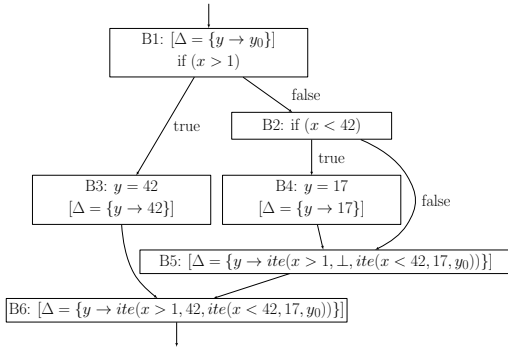 B1: [Δ = {y → y₀}]
if (x > 1)
false
B2: if (x < 42)
true
true
B3: y = 42
[Δ = {y → 42}]
B4: y = 17
[Δ = {y → 17}]
false
B5: [Δ = {y → ite(x > 1, ⊥, ite(x < 42, 17, y₀))}]
B6: [Δ = {y → ite(x > 1, 42, ite(x < 42, 17, y₀))}]